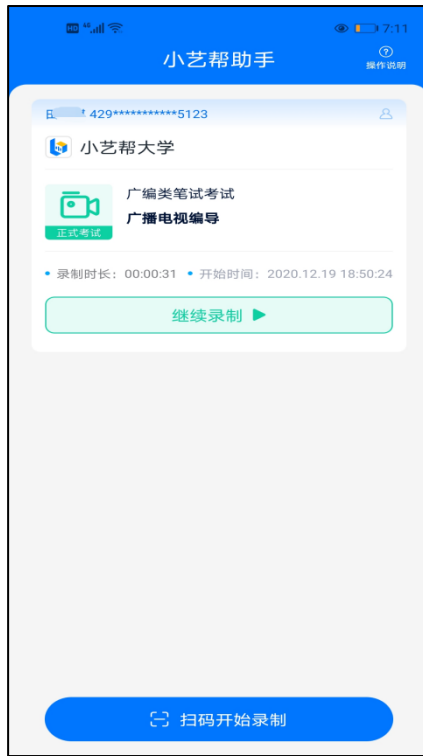 7:11
小艺帮助手
操作说明
429***********5123
小艺帮大学
广编类笔试考试
广播电视编导
正式考试
• 录制时长：00:00:31 • 开始时间：2020.12.19 18:50:24
继续录制
扫码开始录制